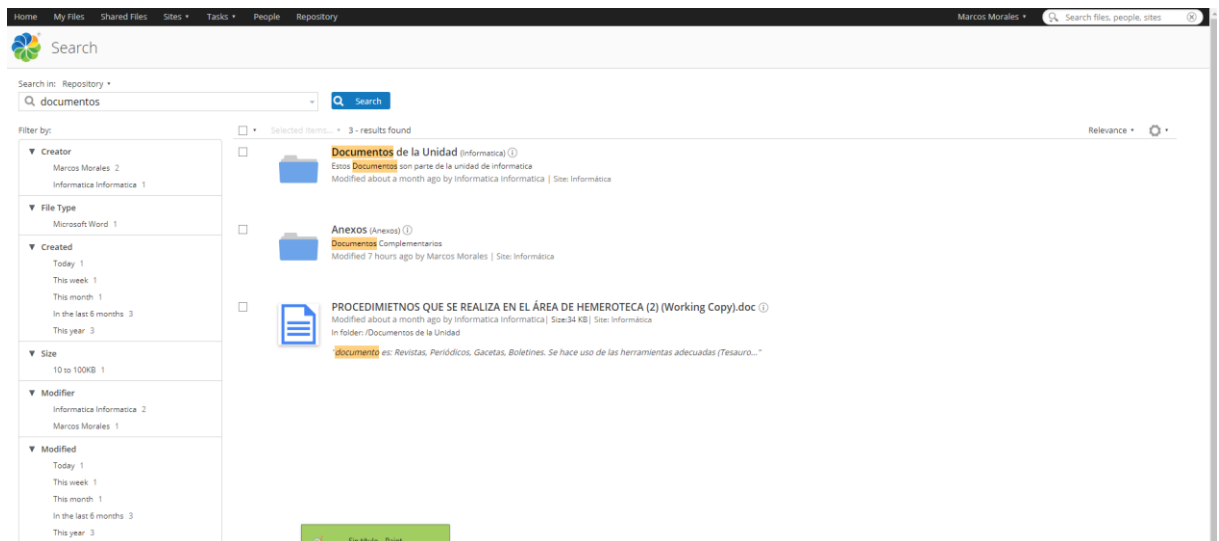 Home My Files Shared Files Sites Tasks People Repository Marcos Morales Search files, people, sites
Search
Search in: Repository
documentos Search
Filter by: Selected items... 3 - results found Relevance
Creator
Marcos Morales 2
Informatica Informatica 1
File Type
Microsoft Word 1
Created
Today 1
This week 1
This month 1
In the last 6 months 3
This year 3
Size
10 to 100KB 1
Modifier
Informatica Informatica 2
Marcos Morales 1
Modified
Today 1
This week 1
This month 1
In the last 6 months 3
This year 3
Documentos de la Unidad (Informatica)
Estos Documentos son parte de la unidad de informatica
Modified about a month ago by Informatica Informatica | Site: Informática
Anexos (Anexos)
Documentos Complementarios
Modified 7 hours ago by Marcos Morales | Site: Informática
PROCEDIMIETNOS QUE SE REALIZA EN EL ÁREA DE HEMEROTECA (2) (Working Copy).doc
Modified about a month ago by Informatica Informatica| Size:34 KB| Site: Informática
In folder: /Documentos de la Unidad
"documento es: Revistas, Periódicos, Gacetas, Boletines. Se hace uso de las herramientas adecuadas (Tesauro..."